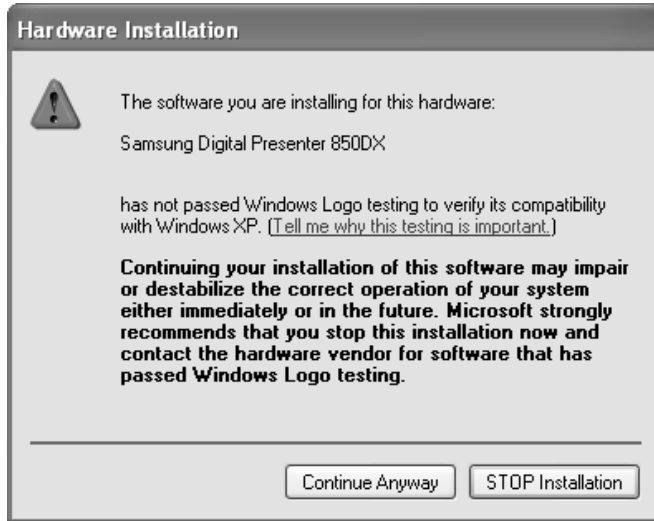 Hardware Installation
The software you are installing for this hardware:
Samsung Digital Presenter 850DX
has not passed Windows Logo testing to verify its compatibility
with Windows XP. (Tell me why this testing is important.)
Continuing your installation of this software may impair
or destabilize the correct operation of your system
either immediately or in the future. Microsoft strongly
recommends that you stop this installation now and
contact the hardware vendor for software that has
passed Windows Logo testing.
Continue Anyway
STOP Installation